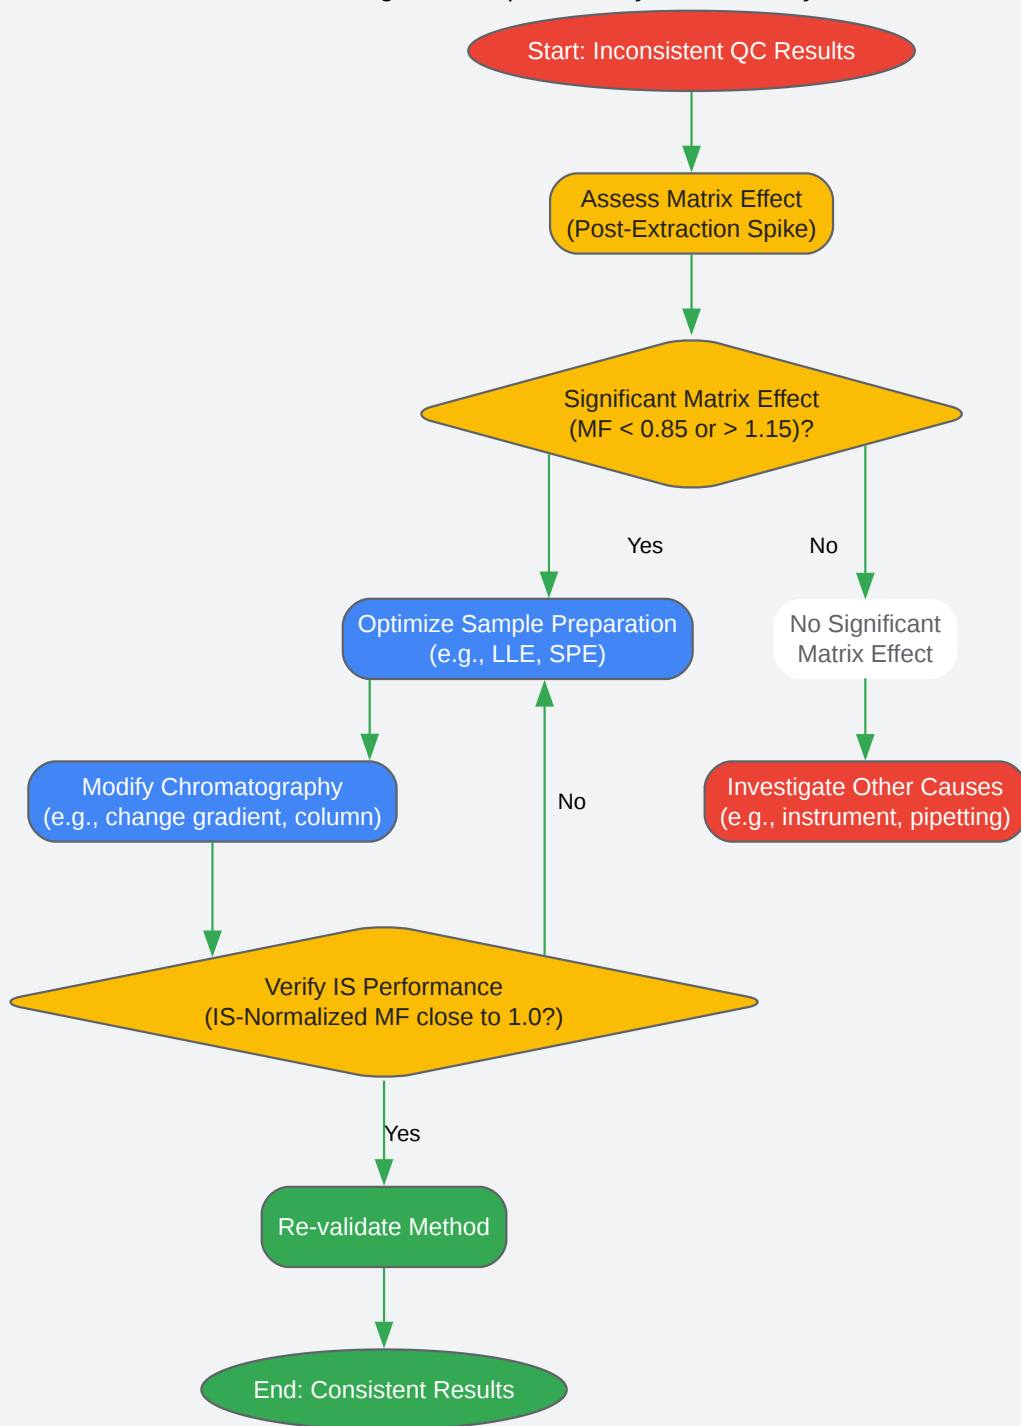 Start: Inconsistent QC Results
Assess Matrix Effect
(Post-Extraction Spike)
Significant Matrix Effect
(MF < 0.85 or > 1.15)?
Yes
No
Optimize Sample Preparation
(e.g., LLE, SPE)
No Significant
Matrix Effect
Modify Chromatography
(e.g., change gradient, column)
No
Investigate Other Causes
(e.g., instrument, pipetting)
Verify IS Performance
(IS-Normalized MF close to 1.0?)
Yes
Re-validate Method
End: Consistent Results